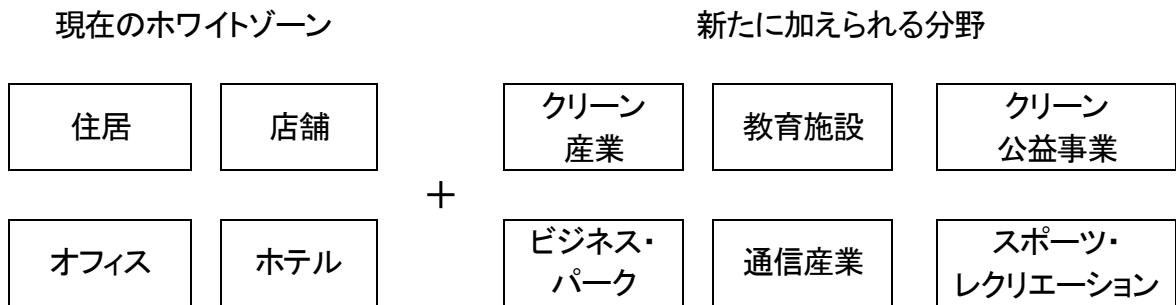 現在のホワイトゾーン
新たに加えられる分野
住居
店舗
クリーン
産業
教育施設
クリーン
公益事業
＋
オフィス
ホテル
ビジネス・
パーク
通信産業
スポーツ・
レクリエーション